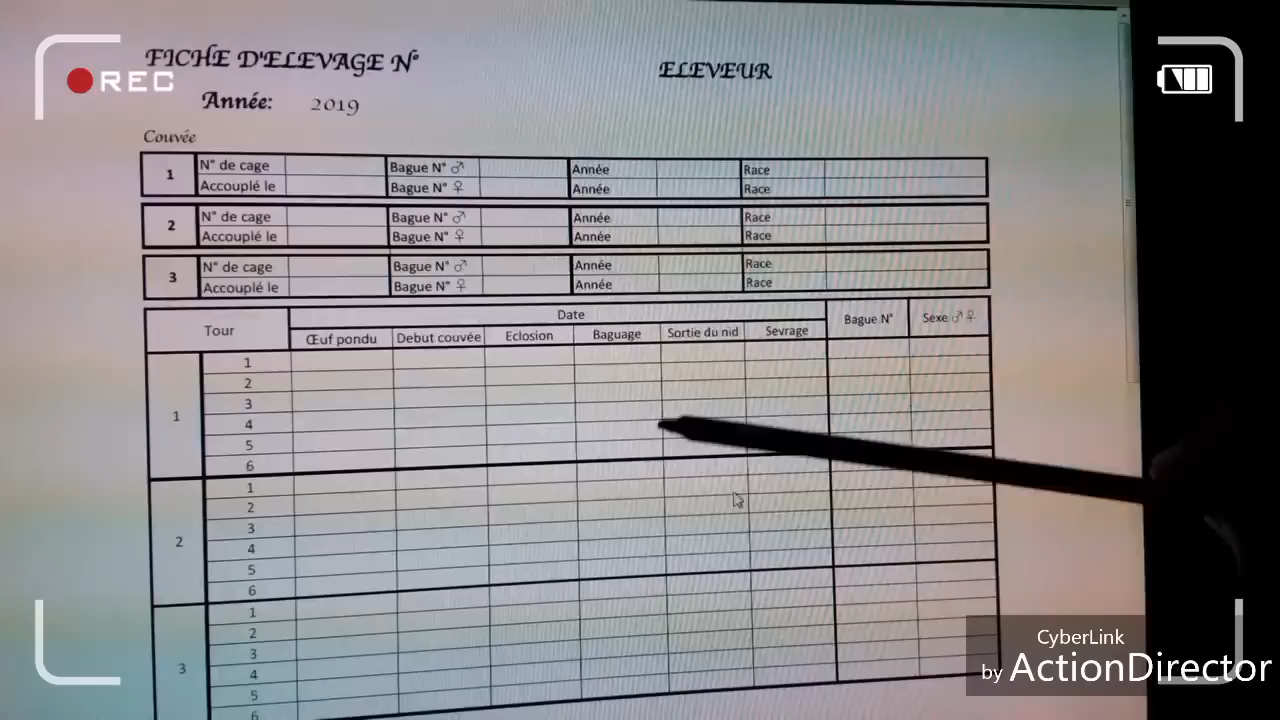 FICHE D'ELEVAGE N°
ELEVEUR
REC
Année: 2019
Couvée
1 N° de cage Bague N° ♂ Année Race
Accouplé le Bague N° ♀ Année Race
2 N° de cage Bague N° ♂ Année Race
Accouplé le Bague N° ♀ Année Race
3 N° de cage Bague N° ♂ Année Race
Accouplé le Bague N° ♀ Année Race
Tour Date Bague N° Sexe ♂ ♀
Œuf pondu Debut couvée Eclosion Baguage Sortie du nid Sevrage
1
1
2
3
4
5
6
2
1
2
3
4
5
6
3
1
2
3
4
5
6
CyberLink
by ActionDirector